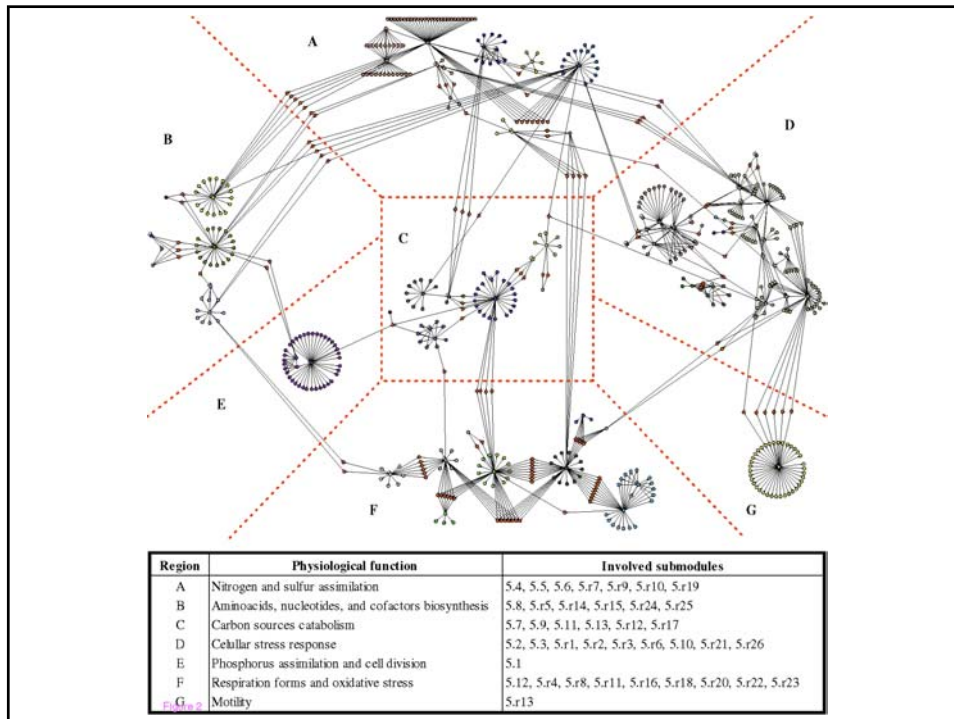 A
B
D
C
E
F
G
Region Physiological function Involved submodules
A Nitrogen and sulfur assimilation 5.4, 5.5, 5.6, 5.r7, 5.r9, 5.r10, 5.r19
B Aminoacids, nucleotides, and cofactors biosynthesis 5.8, 5.r5, 5.r14, 5.r15, 5.r24, 5.r25
C Carbon sources catabolism 5.7, 5.9, 5.11, 5.13, 5.r12, 5.r17
D Celullar stress response 5.2, 5.3, 5.r1, 5.r2, 5.r3, 5.r6, 5.10, 5.r21, 5.r26
E Phosphorus assimilation and cell division 5.1
F Respiration forms and oxidative stress 5.12, 5.r4, 5.r8, 5.r11, 5.r16, 5.r18, 5.r20, 5.r22, 5.r23
G Motility 5.r13
Figure 2